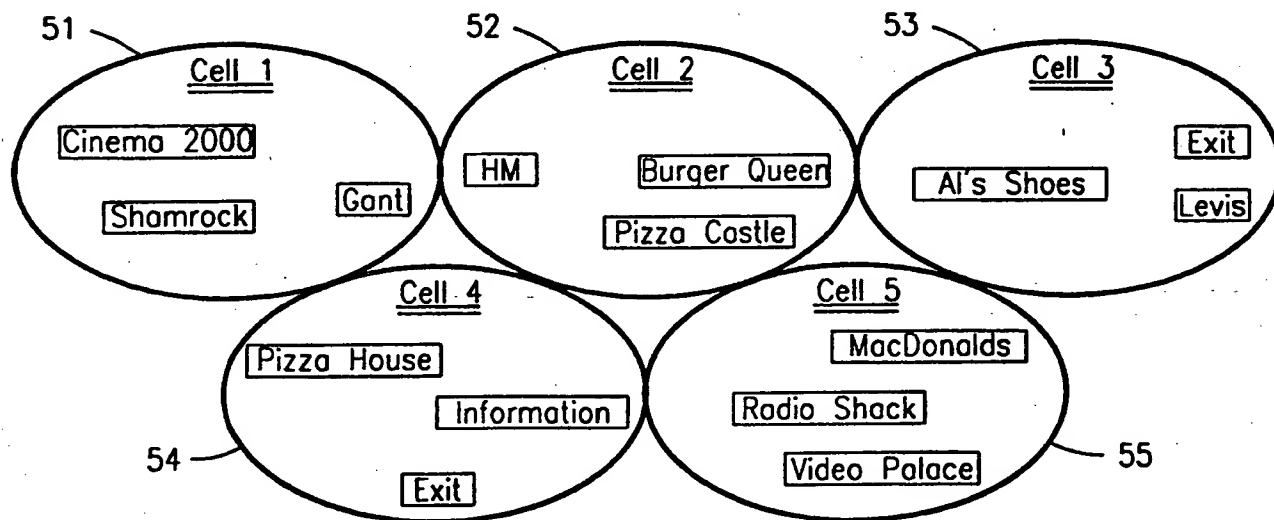 51
52
53
Cell 1
Cinema 2000
Shamrock
Gant
Cell 2
HM
Burger Queen
Pizza Castle
Cell 3
Exit
Al's Shoes
Levis
Cell 4
Pizza House
Information
Exit
54
Cell 5
MacDonalds
Radio Shack
Video Palace
55